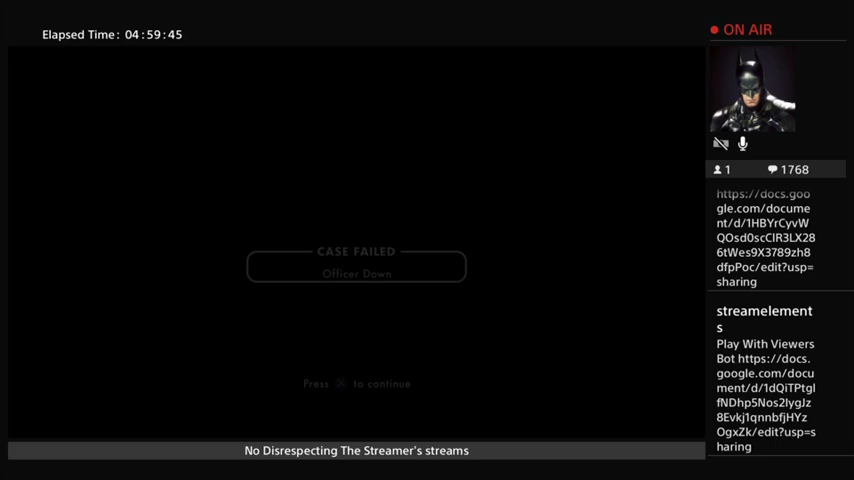 Elapsed Time: 04:59:45
ON AIR
1 1768
https://docs.goo
gle.com/docume
nt/d/1HBYrCyvW
QOsd0scClR3LX28
6tWes9X3789zh8
dfpPoc/edit?usp=
sharing
streamelement
s
Play With Viewers
Bot https://docs.
google.com/docu
ment/d/1dQiTPtgl
fNDhp5Nos2IygJz
8Evkj1qnnbfjHYz
OgxZk/edit?usp=s
haring
CASE FAILED
Officer Down
Press X to continue
No Disrespecting The Streamer's streams